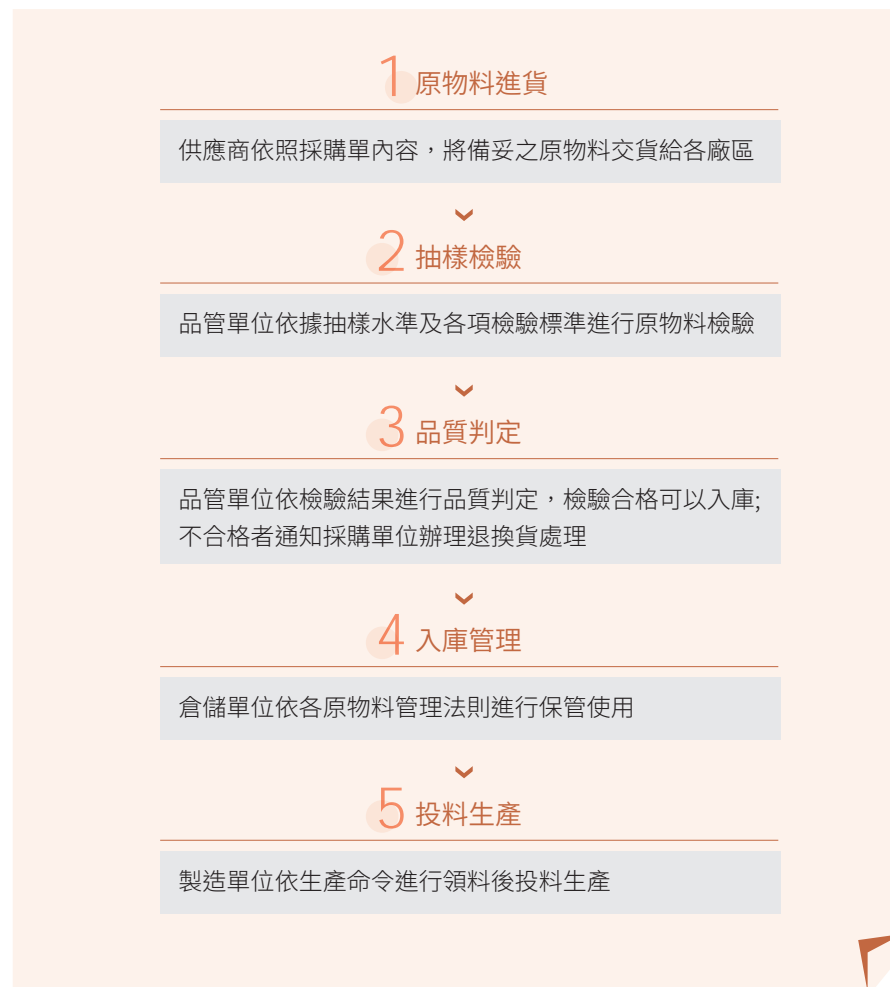 1 原物料進貨
供應商依照採購單內容，將備妥之原物料交貨給各廠區
2 抽樣檢驗
品管單位依據抽樣水準及各項檢驗標準進行原物料檢驗
3 品質判定
品管單位依檢驗結果進行品質判定，檢驗合格可以入庫;
不合格者通知採購單位辦理退換貨處理
4 入庫管理
倉儲單位依各原物料管理法則進行保管使用
5 投料生產
製造單位依生產命令進行領料後投料生產